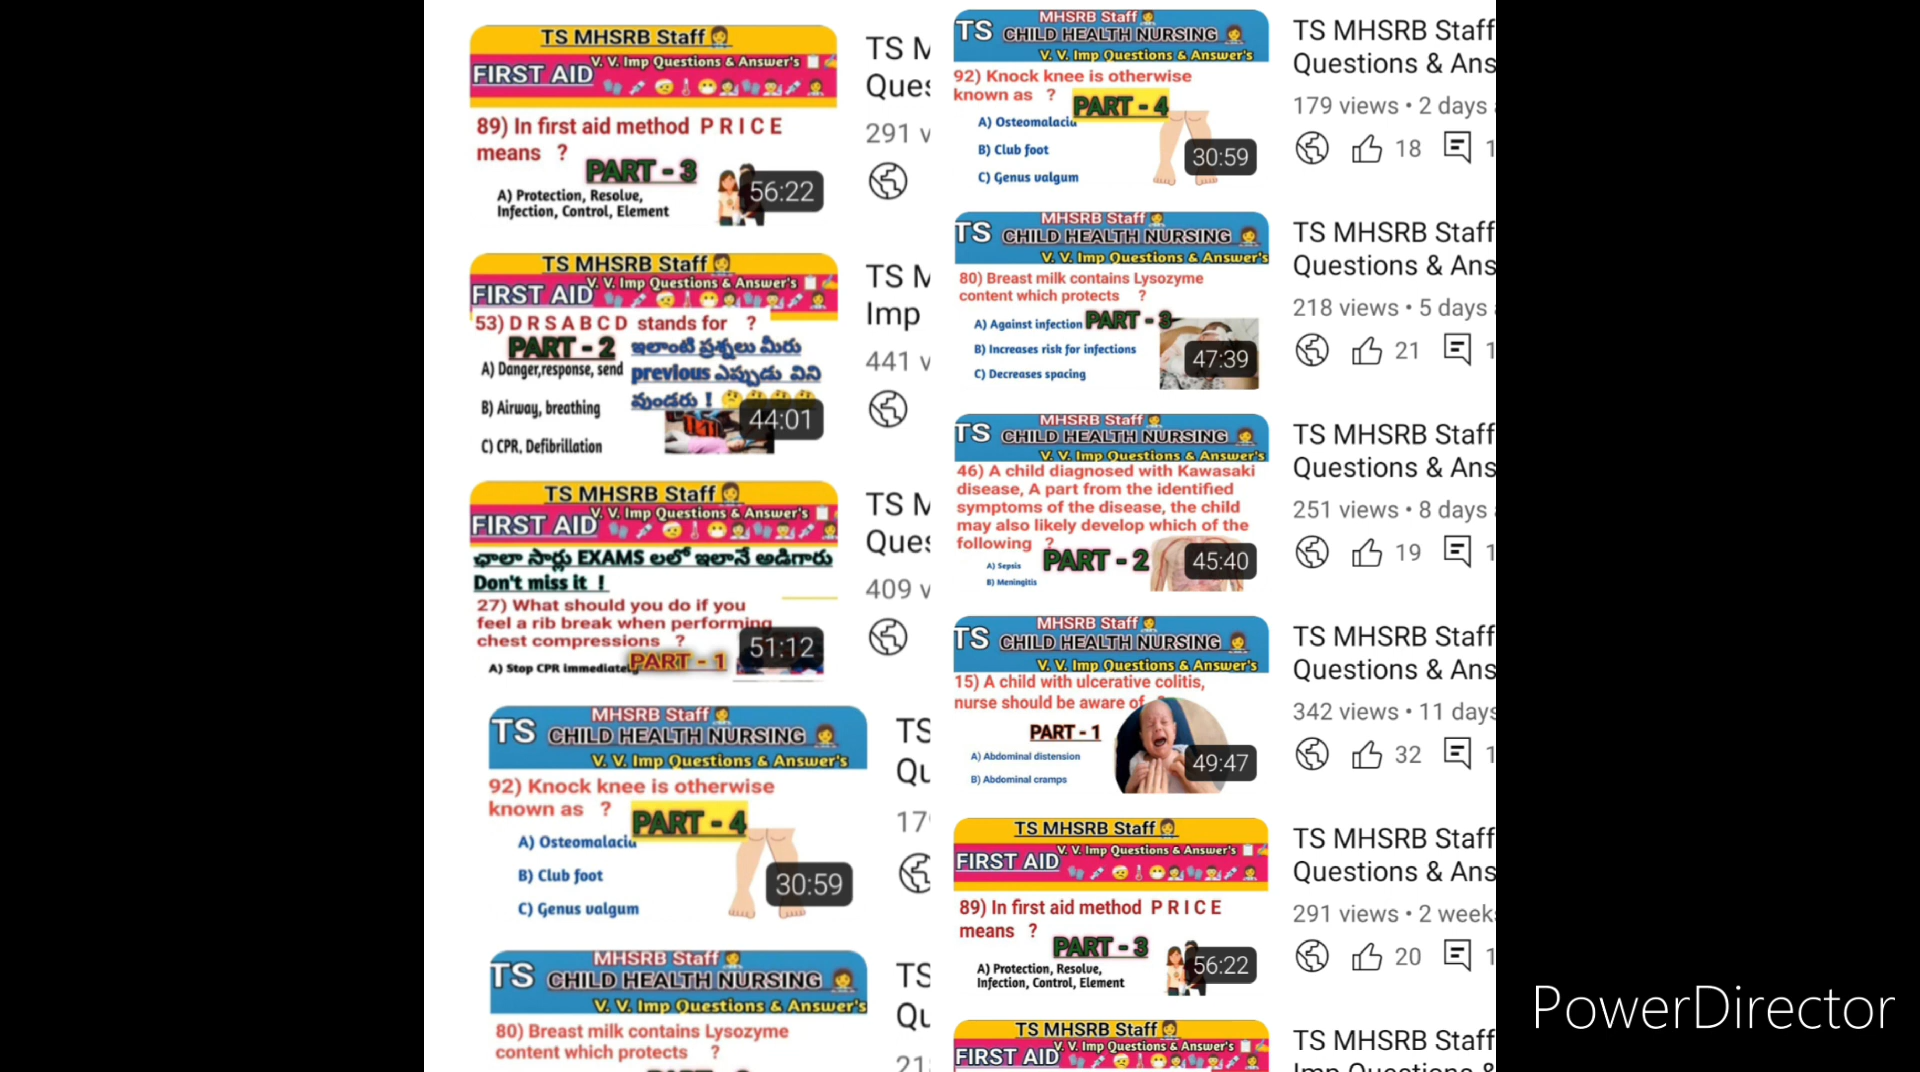 TS MHSRB Staff
V. V. Imp Questions & Answer's
FIRST AID
89) In first aid method P R I C E
means ?
PART - 3
A) Protection, Resolve,
Infection, Control, Element
56:22
TS M
Ques
291 v
TS MHSRB Staff
V. V. Imp Questions & Answer's
FIRST AID
53) D R S A B C D stands for ?
PART - 2
ఇలాంటి ప్రశ్నలు మీరు
A) Danger,response, send
previous ఎప్పుడు విని
వుండరు !
B) Airway, breathing
44:01
C) CPR, Defibrillation
TS M
Imp
441 v
TS MHSRB Staff
V. V. Imp Questions & Answer's
FIRST AID
ఛాలా సార్లు EXAMS లలో ఇలానే అడిగారు
Don't miss it !
27) What should you do if you
feel a rib break when performing
chest compressions ?
51:12
PART - 1
TS M
Ques
409 v
MHSRB Staff
TS CHILD HEALTH NURSING
V. V. Imp Questions & Answer's
92) Knock knee is otherwise
known as ?
PART - 4
A) Osteomalacia
B) Club foot
C) Genus valgum
30:59
TS
Qu
17
MHSRB Staff
TS CHILD HEALTH NURSING
V. V. Imp Questions & Answer's
80) Breast milk contains Lysozyme
content which protects ?
TS
Qu
21
MHSRB Staff
TS CHILD HEALTH NURSING
V. V. Imp Questions & Answer's
92) Knock knee is otherwise
known as ?
PART - 4
A) Osteomalacia
B) Club foot
C) Genus valgum
30:59
TS MHSRB Staff
Questions & Ans
179 views • 2 days
18 1
MHSRB Staff
TS CHILD HEALTH NURSING
V. V. Imp Questions & Answer's
80) Breast milk contains Lysozyme
content which protects ?
A) Against infection
PART - 3
B) Increases risk for infections
C) Decreases spacing
47:39
TS MHSRB Staff
Questions & Ans
218 views • 5 days
21 1
MHSRB Staff
TS CHILD HEALTH NURSING
V. V. Imp Questions & Answer's
46) A child diagnosed with Kawasaki
disease, A part from the identified
symptoms of the disease, the child
may also likely develop which of the
following ?
PART - 2
A) Sepsis
B) Meningitis
45:40
TS MHSRB Staff
Questions & Ans
251 views • 8 days
19 1
MHSRB Staff
TS CHILD HEALTH NURSING
V. V. Imp Questions & Answer's
15) A child with ulcerative colitis,
nurse should be aware of
PART - 1
A) Abdominal distension
B) Abdominal cramps
49:47
TS MHSRB Staff
Questions & Ans
342 views • 11 days
32 1
TS MHSRB Staff
V. V. Imp Questions & Answer's
FIRST AID
89) In first aid method P R I C E
means ?
PART - 3
A) Protection, Resolve,
Infection, Control, Element
56:22
TS MHSRB Staff
Questions & Ans
291 views • 2 week
20 1
TS MHSRB Staff
V. V. Imp Questions & Answer's
FIRST AID
TS MHSRB Staff
PowerDirector